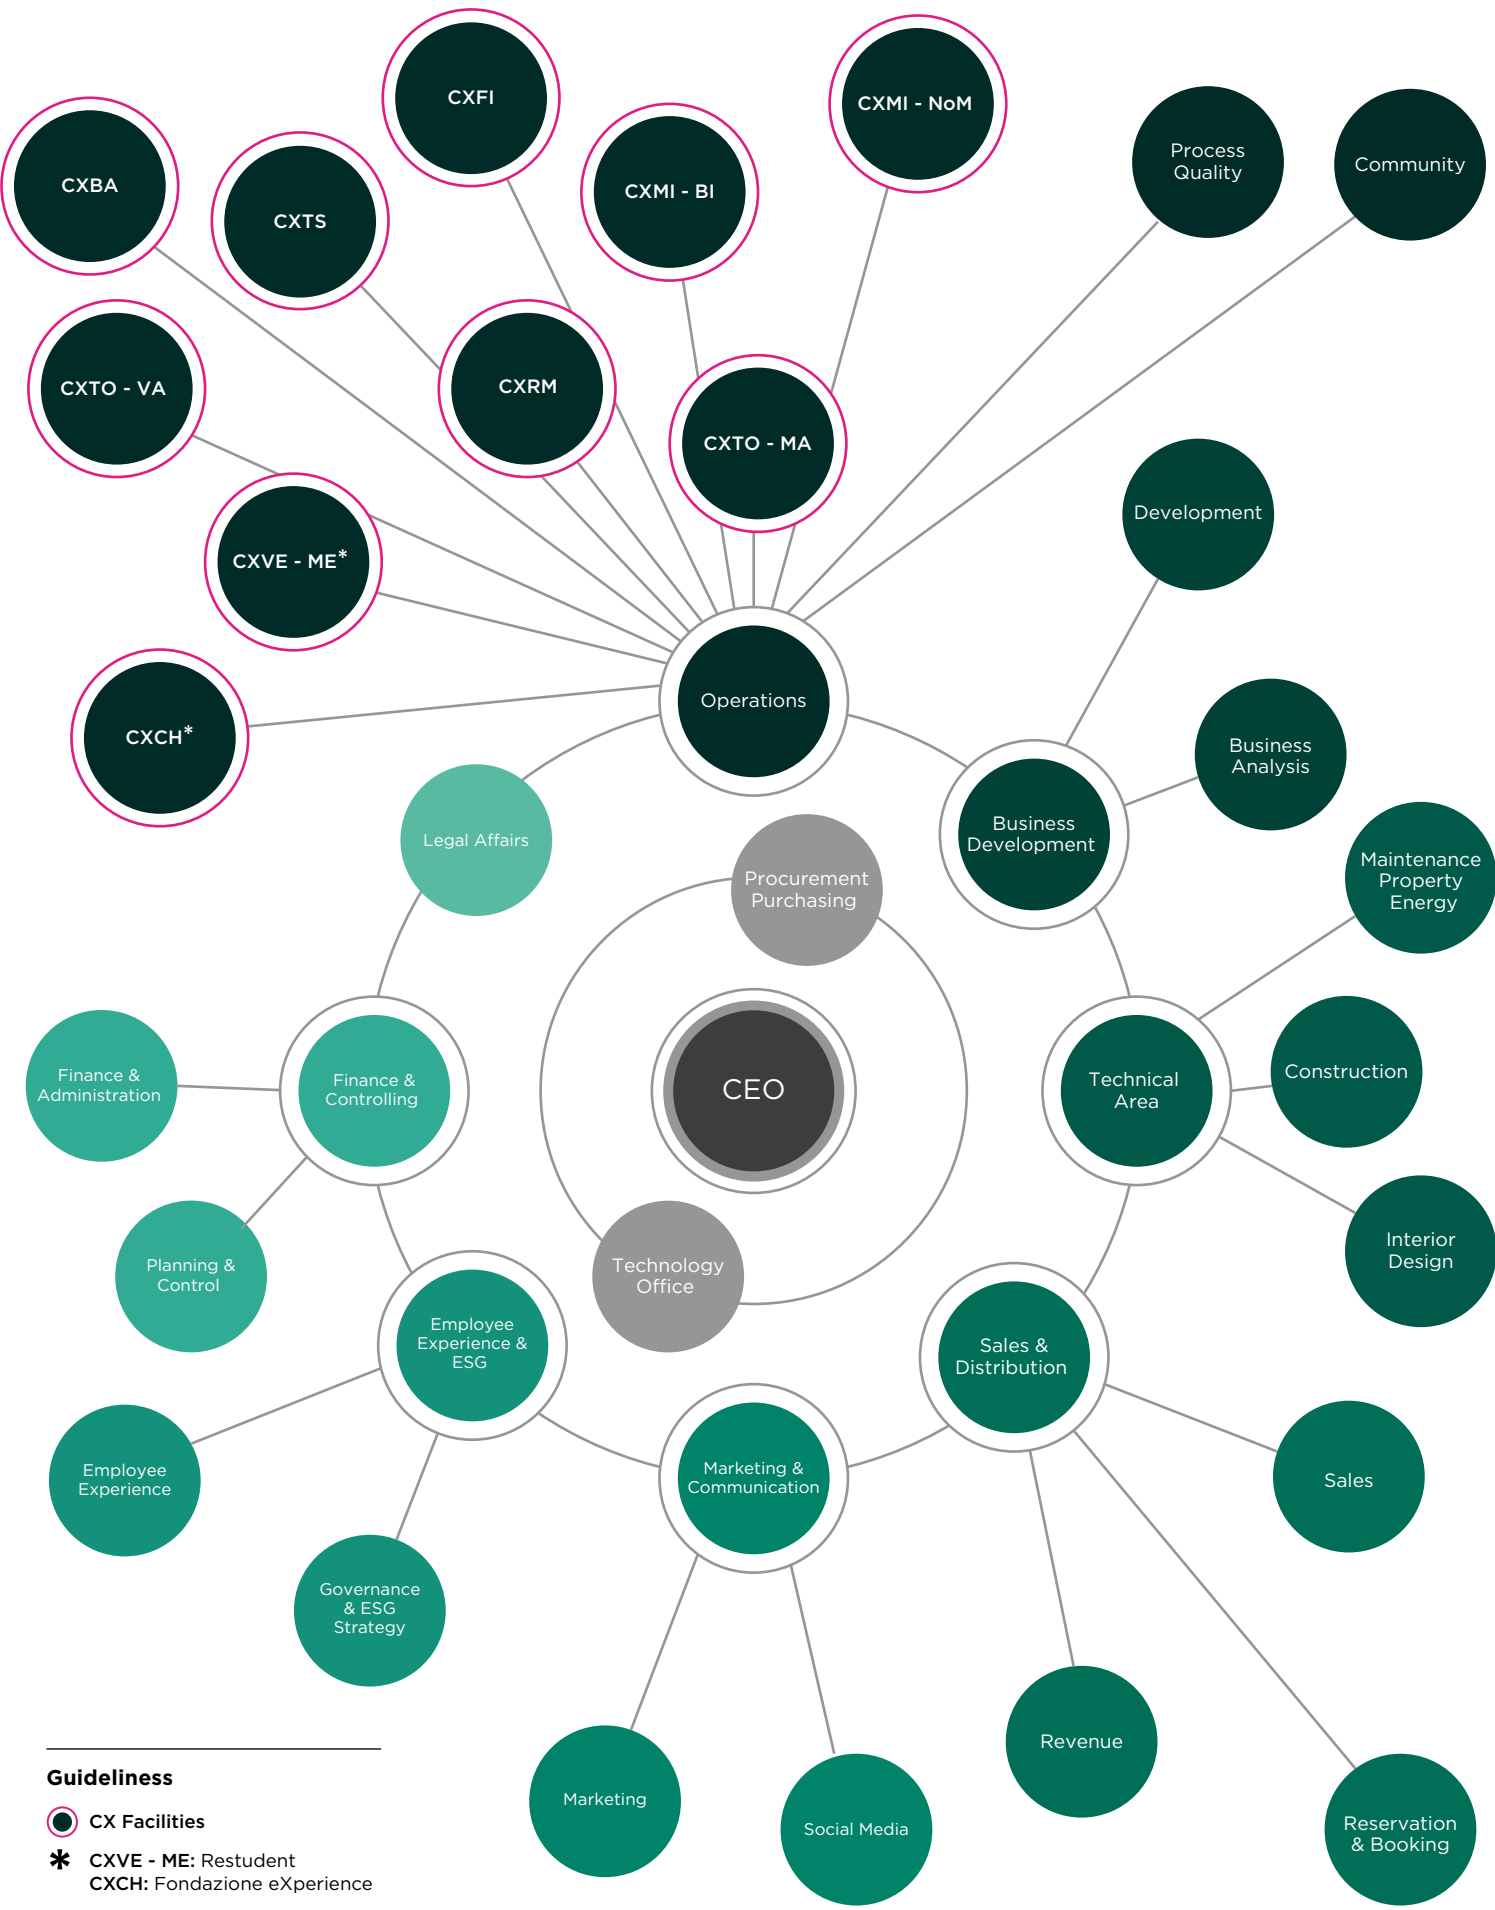 CXFI
CXMI - NoM
CXBA
CXTS
CXMI - BI
Process
Quality
Community
CXTO - VA
CXRM
CXTO - MA
Development
CXVE - ME*
Operations
CXCH*
Business
Analysis
Legal Affairs
Business
Development
Procurement
Purchasing
Maintenance
Property
Energy
Finance &
Administration
Finance &
Controlling
CEO
Technical
Area
Construction
Planning &
Control
Technology
Office
Interior
Design
Employee
Experience &
ESG
Sales &
Distribution
Employee
Experience
Marketing &
Communication
Sales
Governance
& ESG
Strategy
Revenue
Marketing
Social Media
Reservation
& Booking
Guideliness
CX Facilities
* CXVE - ME: Restudent
CXCH: Fondazione eXperience